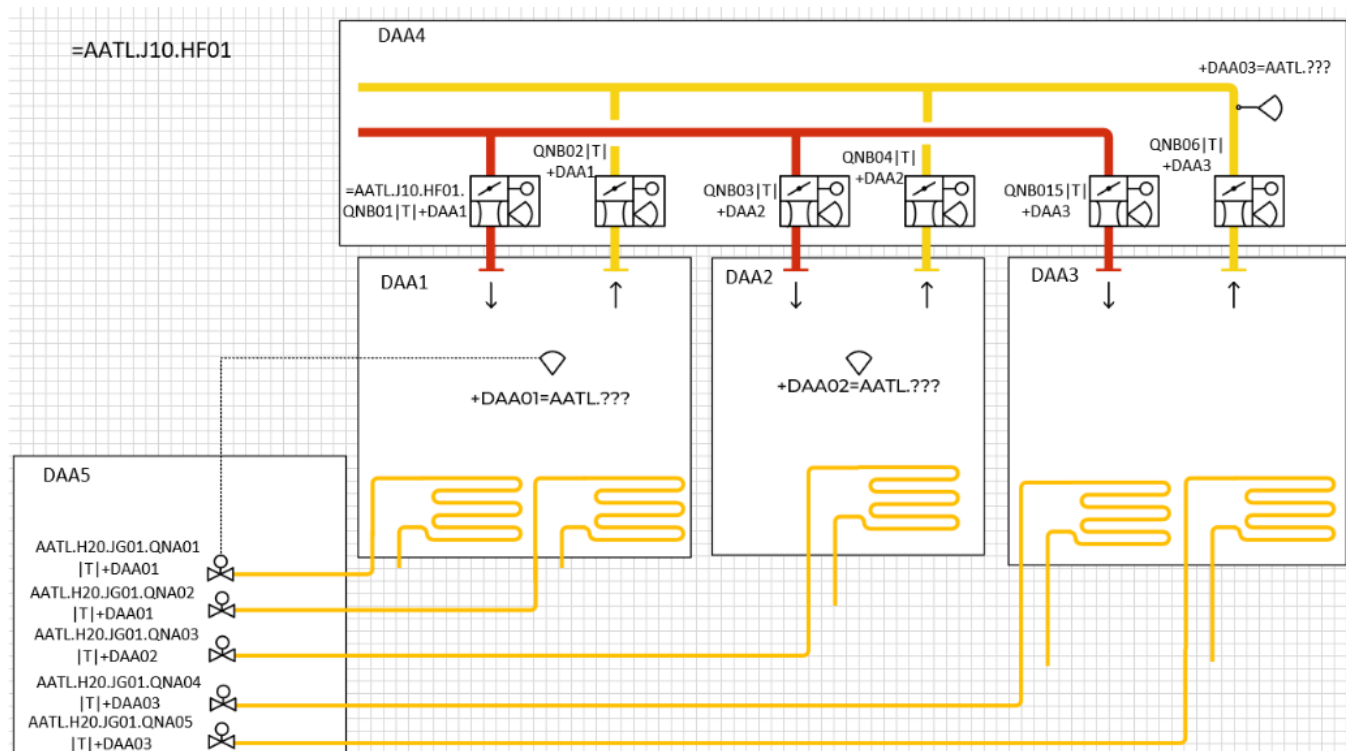 =AATL.J10.HF01
DAA4
+DAA03=AATL.???
QNB02|T|
+DAA1
QNB04|T|
+DAA2
QNB06|T|
+DAA3
=AATL.J10.HF01.
QNB01|T|+DAA1
QNB03|T|
+DAA2
QNB015|T|
+DAA3
DAA1
DAA2
DAA3
+DAA01=AATL.???
+DAA02=AATL.???
DAA5
AATL.H20.JG01.QNA01
|T|+DAA01
AATL.H20.JG01.QNA02
|T|+DAA01
AATL.H20.JG01.QNA03
|T|+DAA02
AATL.H20.JG01.QNA04
|T|+DAA03
AATL.H20.JG01.QNA05
|T|+DAA03